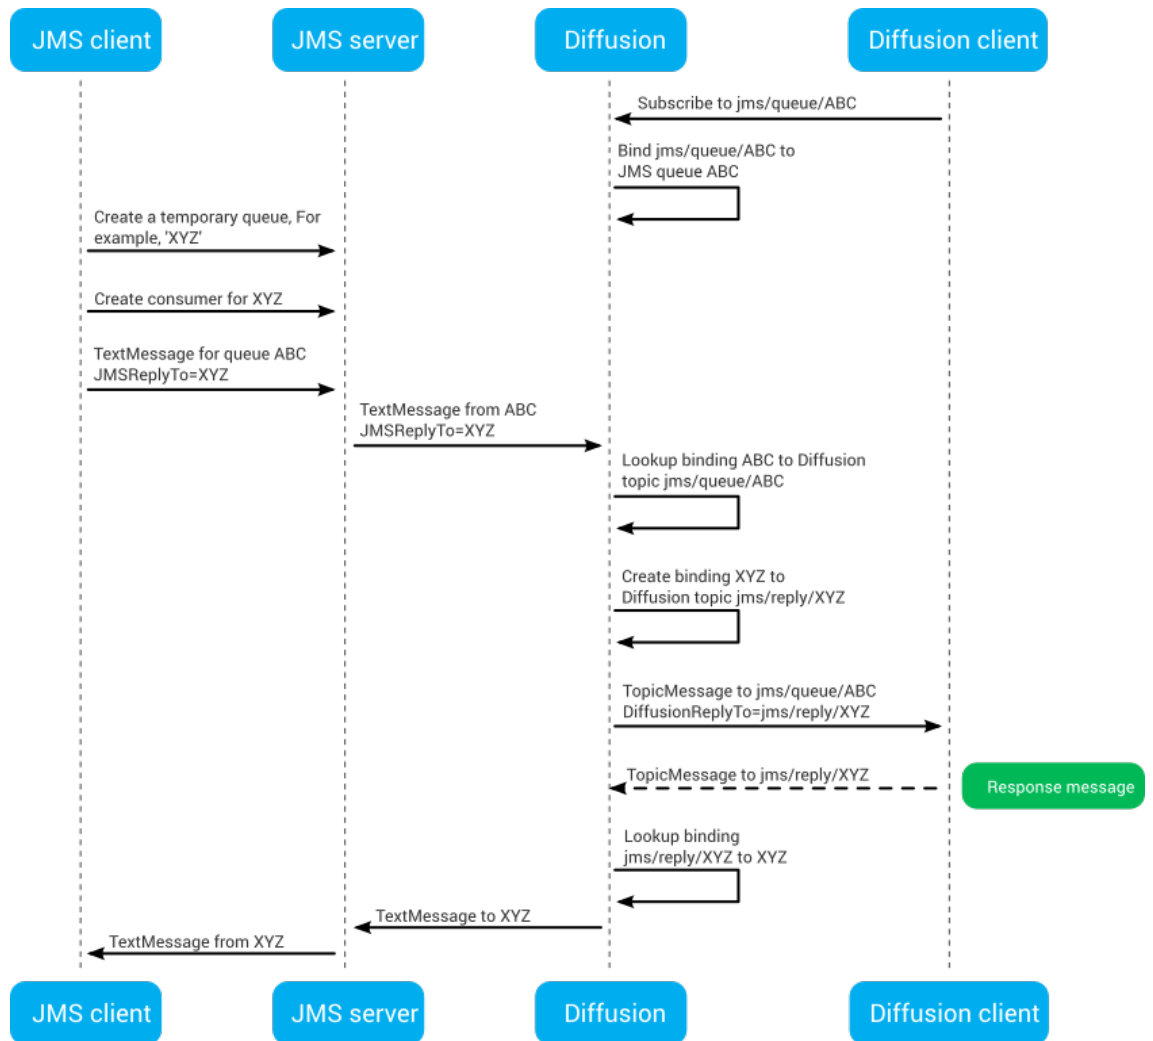 JMS client
JMS server
Diffusion
Diffusion client
Subscribe to jms/queue/ABC
Bind jms/queue/ABC to
JMS queue ABC
Create a temporary queue, For
example, 'XYZ'
Create consumer for XYZ
TextMessage for queue ABC
JMSReplyTo=XYZ
TextMessage from ABC
JMSReplyTo=XYZ
Lookup binding ABC to Diffusion
topic jms/queue/ABC
Create binding XYZ to
Diffusion topic jms/reply/XYZ
TopicMessage to jms/queue/ABC
DiffusionReplyTo=jms/reply/XYZ
TopicMessage to jms/reply/XYZ
Response message
Lookup binding
jms/reply/XYZ to XYZ
TextMessage to XYZ
TextMessage from XYZ
JMS client
JMS server
Diffusion
Diffusion client